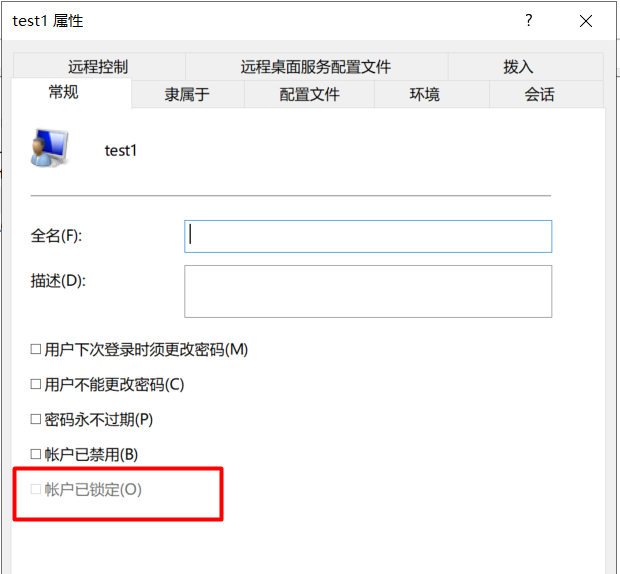 test1 属性
远程控制 远程桌面服务配置文件 拨入
常规 隶属于 配置文件 环境 会话
test1
全名(F):
描述(D):
用户下次登录时须更改密码(M)
用户不能更改密码(C)
密码永不过期(P)
帐户已禁用(B)
帐户已锁定(O)